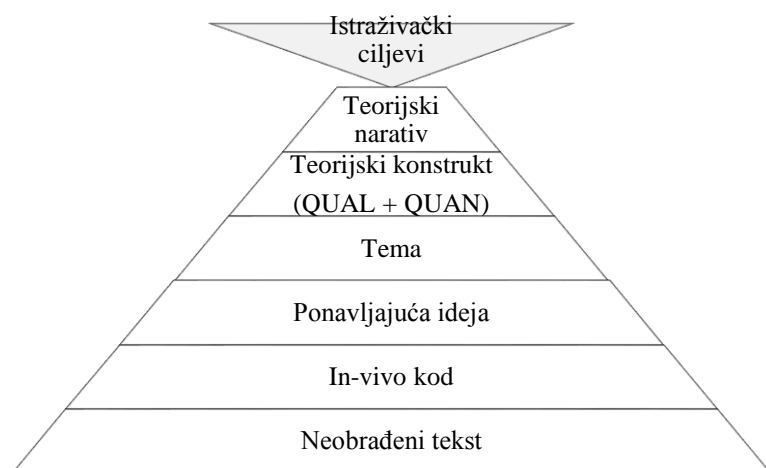 Istraživački
ciljevi
Teorijski
narativ
Teorijski konstrukt
(QUAL + QUAN)
Tema
Ponavljajuća ideja
In-vivo kod
Neobrađeni tekst